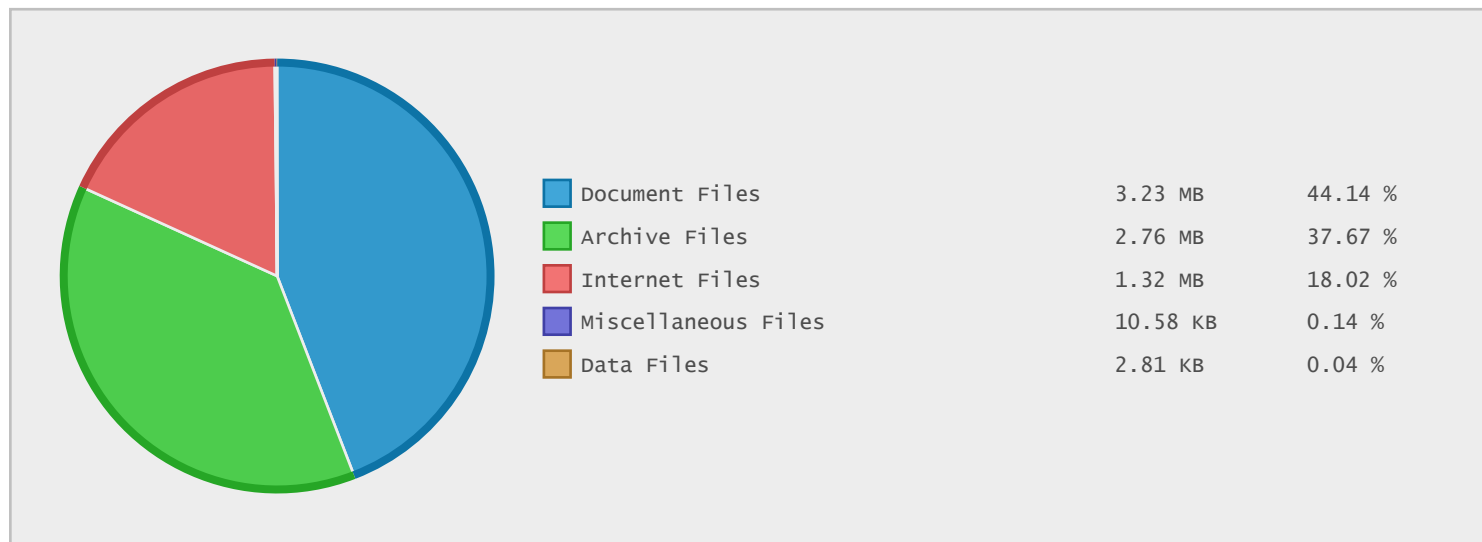 Document Files 3.23 MB 44.14 %
Archive Files 2.76 MB 37.67 %
Internet Files 1.32 MB 18.02 %
Miscellaneous Files 10.58 KB 0.14 %
Data Files 2.81 KB 0.04 %